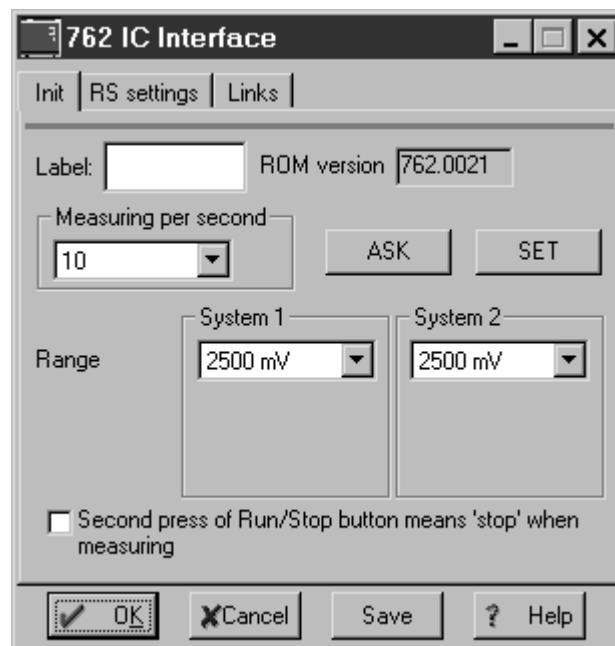 762 IC Interface
Init RS settings Links
Label: ROM version 762.0021
Measuring per second
10 ASK SET
System 1 System 2
Range 2500 mV 2500 mV
Second press of Run/Stop button means 'stop' when
measuring
OK Cancel Save ? Help